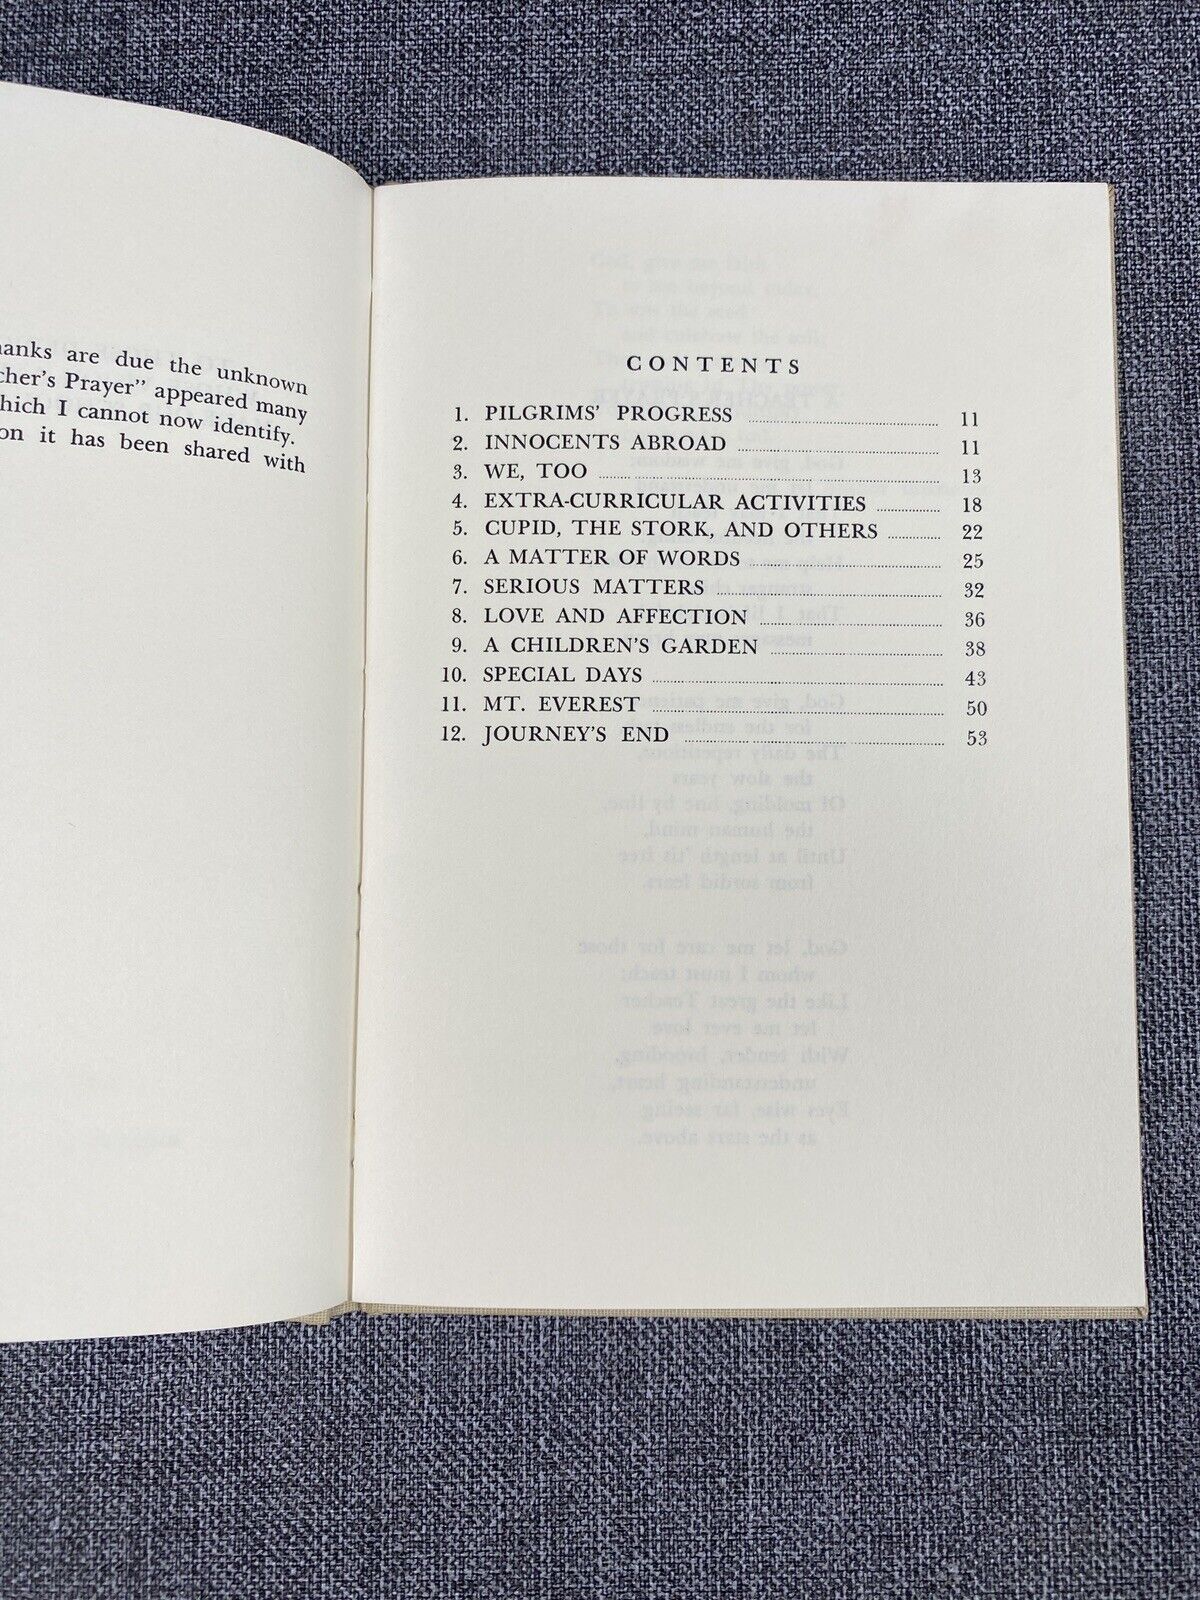 hanks are due the unknown
cher's Prayer" appeared many
hich I cannot now identify.
on it has been shared with
CONTENTS
1. PILGRIMS' PROGRESS 11
2. INNOCENTS ABROAD 11
3. WE, TOO 13
4. EXTRA-CURRICULAR ACTIVITIES 18
5. CUPID, THE STORK, AND OTHERS 22
6. A MATTER OF WORDS 25
7. SERIOUS MATTERS 32
8. LOVE AND AFFECTION 36
9. A CHILDREN'S GARDEN 38
10. SPECIAL DAYS 43
11. MT. EVEREST 50
12. JOURNEY'S END 53